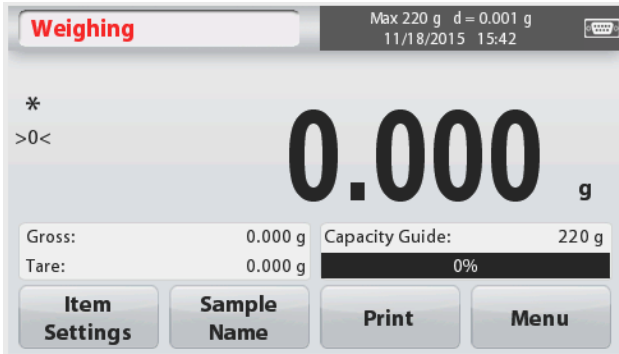 Weighing
Max 220 g d = 0.001 g
11/18/2015 15:42
*
>0<
0.000 g
Gross: 0.000 g
Tare: 0.000 g
Capacity Guide: 220 g
0%
Item
Settings
Sample
Name
Print
Menu